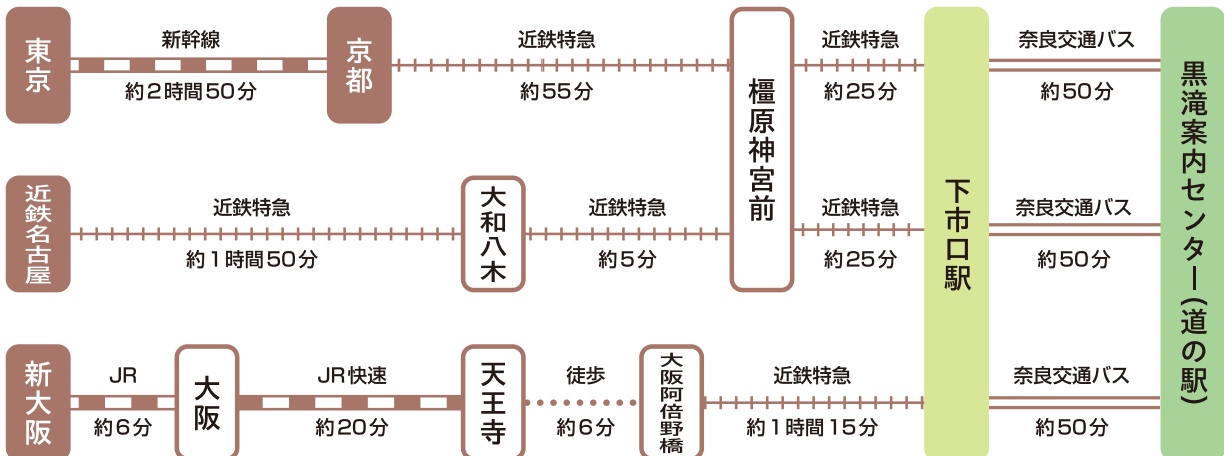 東京
新幹線
約2時間50分
京都
近鉄特急
約55分
橿原神宮前
近鉄特急
約25分
下市口駅
奈良交通バス
約50分
黒滝案内センター(道の駅)
近鉄名古屋
近鉄特急
約1時間50分
大和八木
近鉄特急
約5分
近鉄特急
約25分
奈良交通バス
約50分
新大阪
JR
約6分
大阪
JR快速
約20分
天王寺
徒歩
約6分
大阪阿倍野橋
近鉄特急
約1時間15分
奈良交通バス
約50分